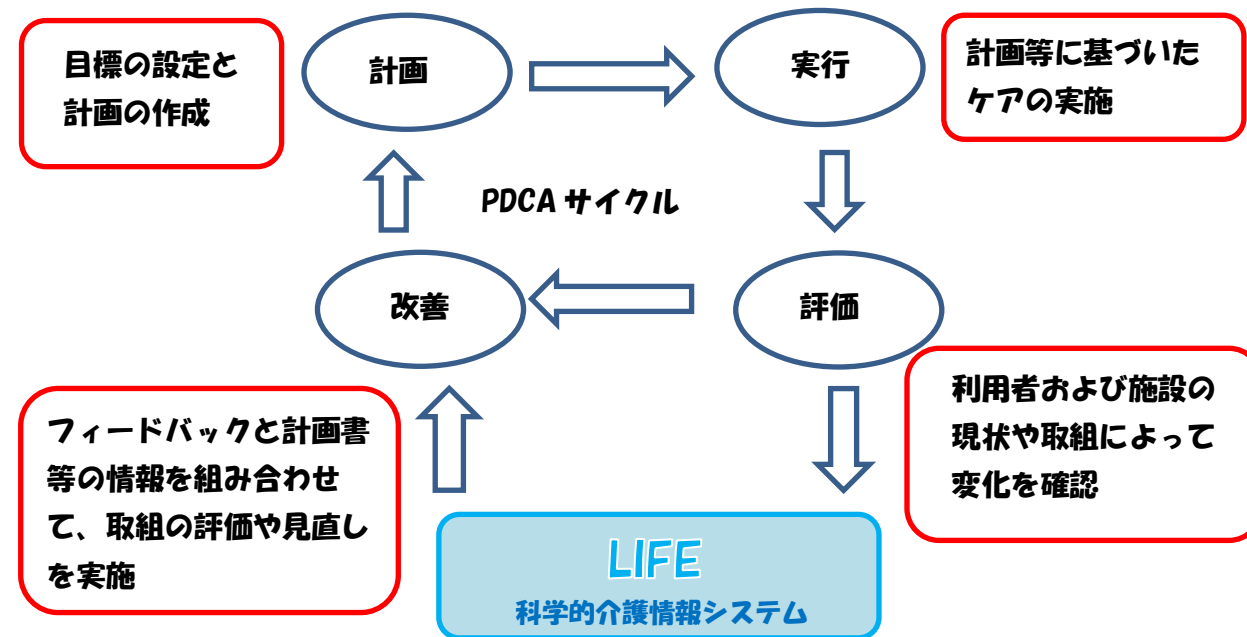 目標の設定と
計画の作成
計画
実行
計画等に基づいた
ケアの実施
PDCAサイクル
改善
評価
フィードバックと計画書
等の情報を組み合わせ
て、取組の評価や見直し
を実施
利用者および施設の
現状や取組によって
変化を確認
LIFE
科学的介護情報システム